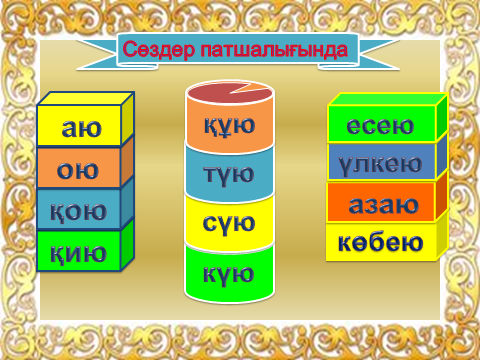 Сөздер патшалығында
аю
ою
қою
қию
құю
түю
сүю
күю
есею
үлкею
азаю
көбею